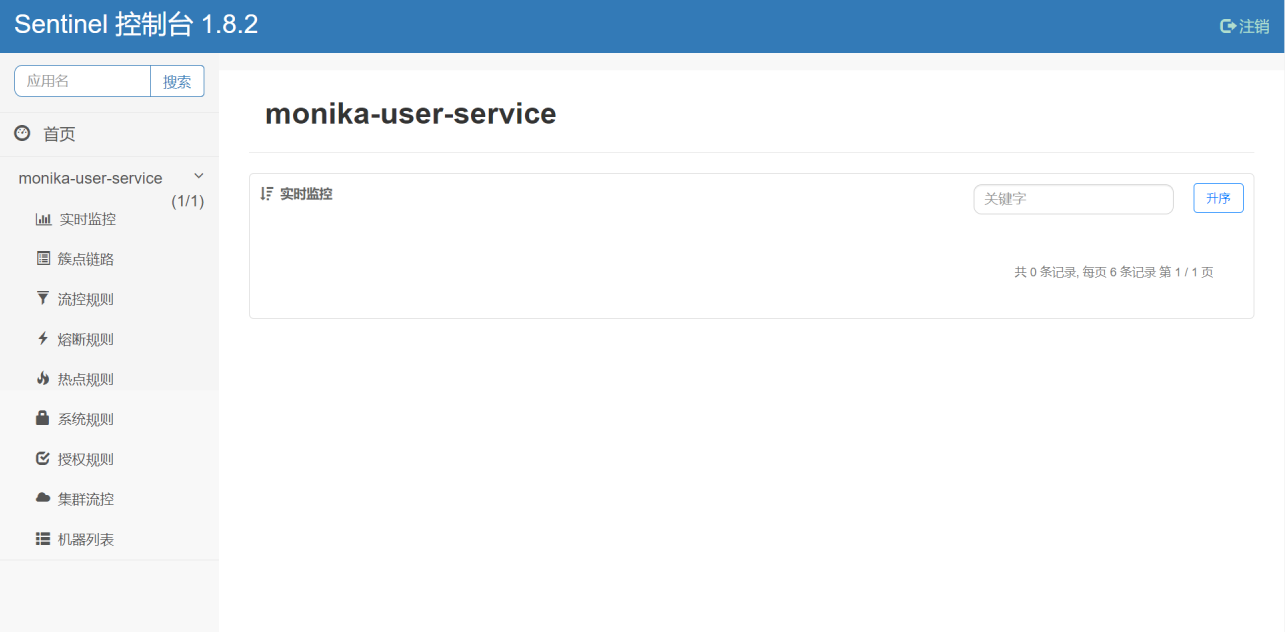 Sentinel 控制台 1.8.2
注销
应用名
搜索
首页
monika-user-service
(1/1)
实时监控
簇点链路
流控规则
熔断规则
热点规则
系统规则
授权规则
集群流控
机器列表
monika-user-service
实时监控
关键字
升序
共 0 条记录, 每页 6 条记录 第 1 / 1 页